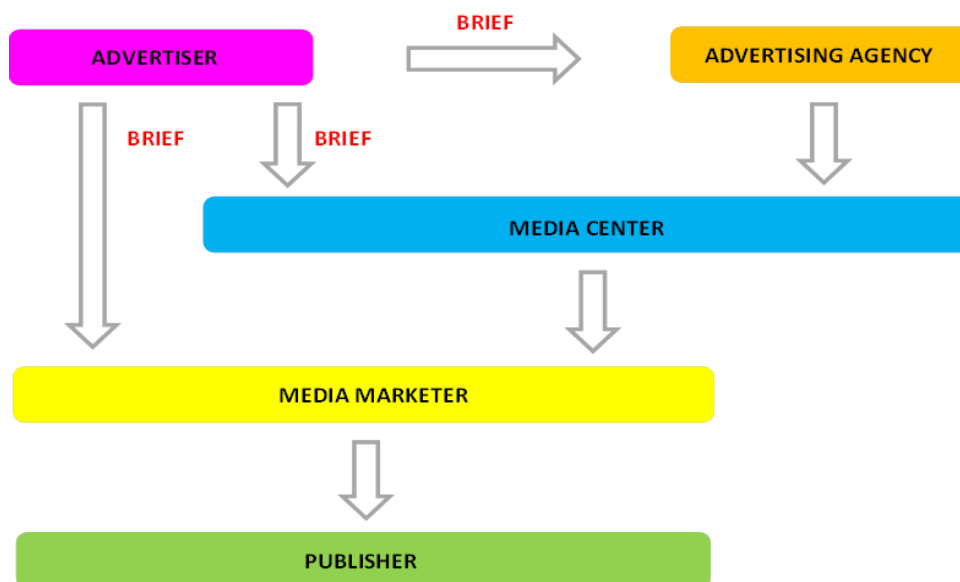 BRIEF
ADVERTISER
ADVERTISING AGENCY
BRIEF
BRIEF
MEDIA CENTER
MEDIA MARKETER
PUBLISHER